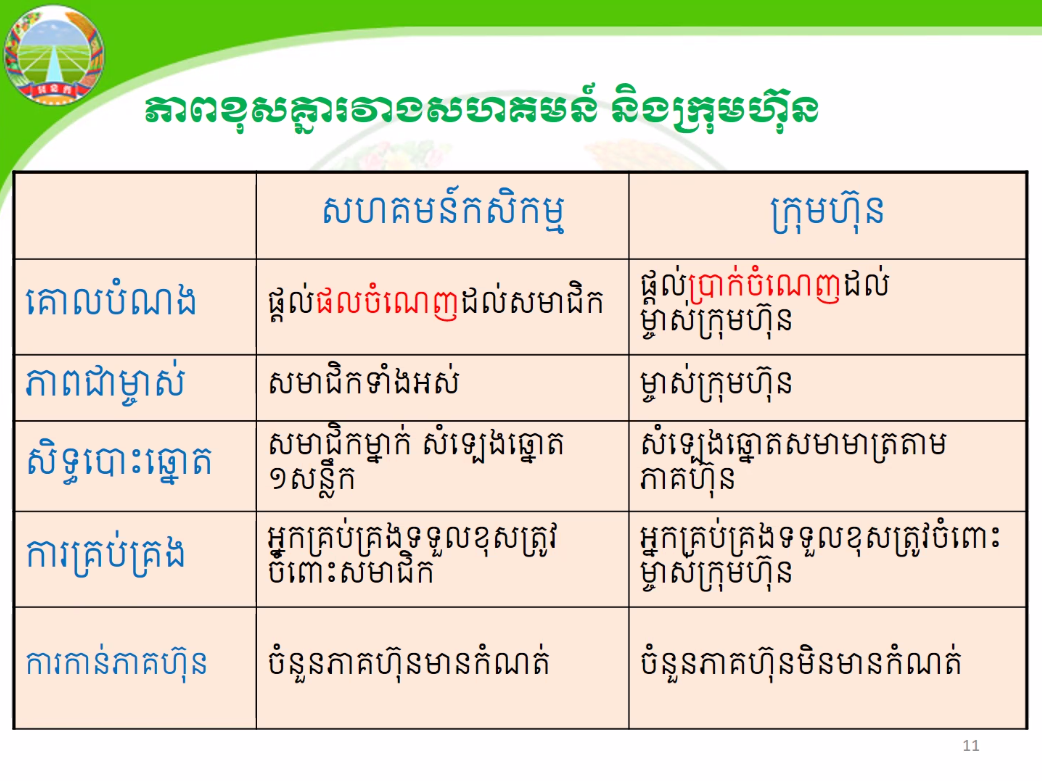 ភាពខុសគ្នារវាងសហគមន៍ និងក្រុមហ៊ុន
សហគមន៍កសិកម្ម
ក្រុមហ៊ុន
គោលបំណង
ផ្តល់ផលចំណេញដល់សមាជិក
ផ្តល់ប្រាក់ចំណេញដល់
ម្ចាស់ក្រុមហ៊ុន
ភាពជាម្ចាស់
សមាជិកទាំងអស់
ម្ចាស់ក្រុមហ៊ុន
សិទ្ធបោះឆ្នោត
សមាជិកម្នាក់ សំឡេងឆ្នោត
១សន្លឹក
សំឡេងឆ្នោតសមាមាត្រតាម
ភាគហ៊ុន
ការគ្រប់គ្រង
អ្នកគ្រប់គ្រងទទួលខុសត្រូវ
ចំពោះសមាជិក
អ្នកគ្រប់គ្រងទទួលខុសត្រូវចំពោះ
ម្ចាស់ក្រុមហ៊ុន
ការកាន់ភាគហ៊ុន
ចំនួនភាគហ៊ុនមានកំណត់
ចំនួនភាគហ៊ុនមិនមានកំណត់
11